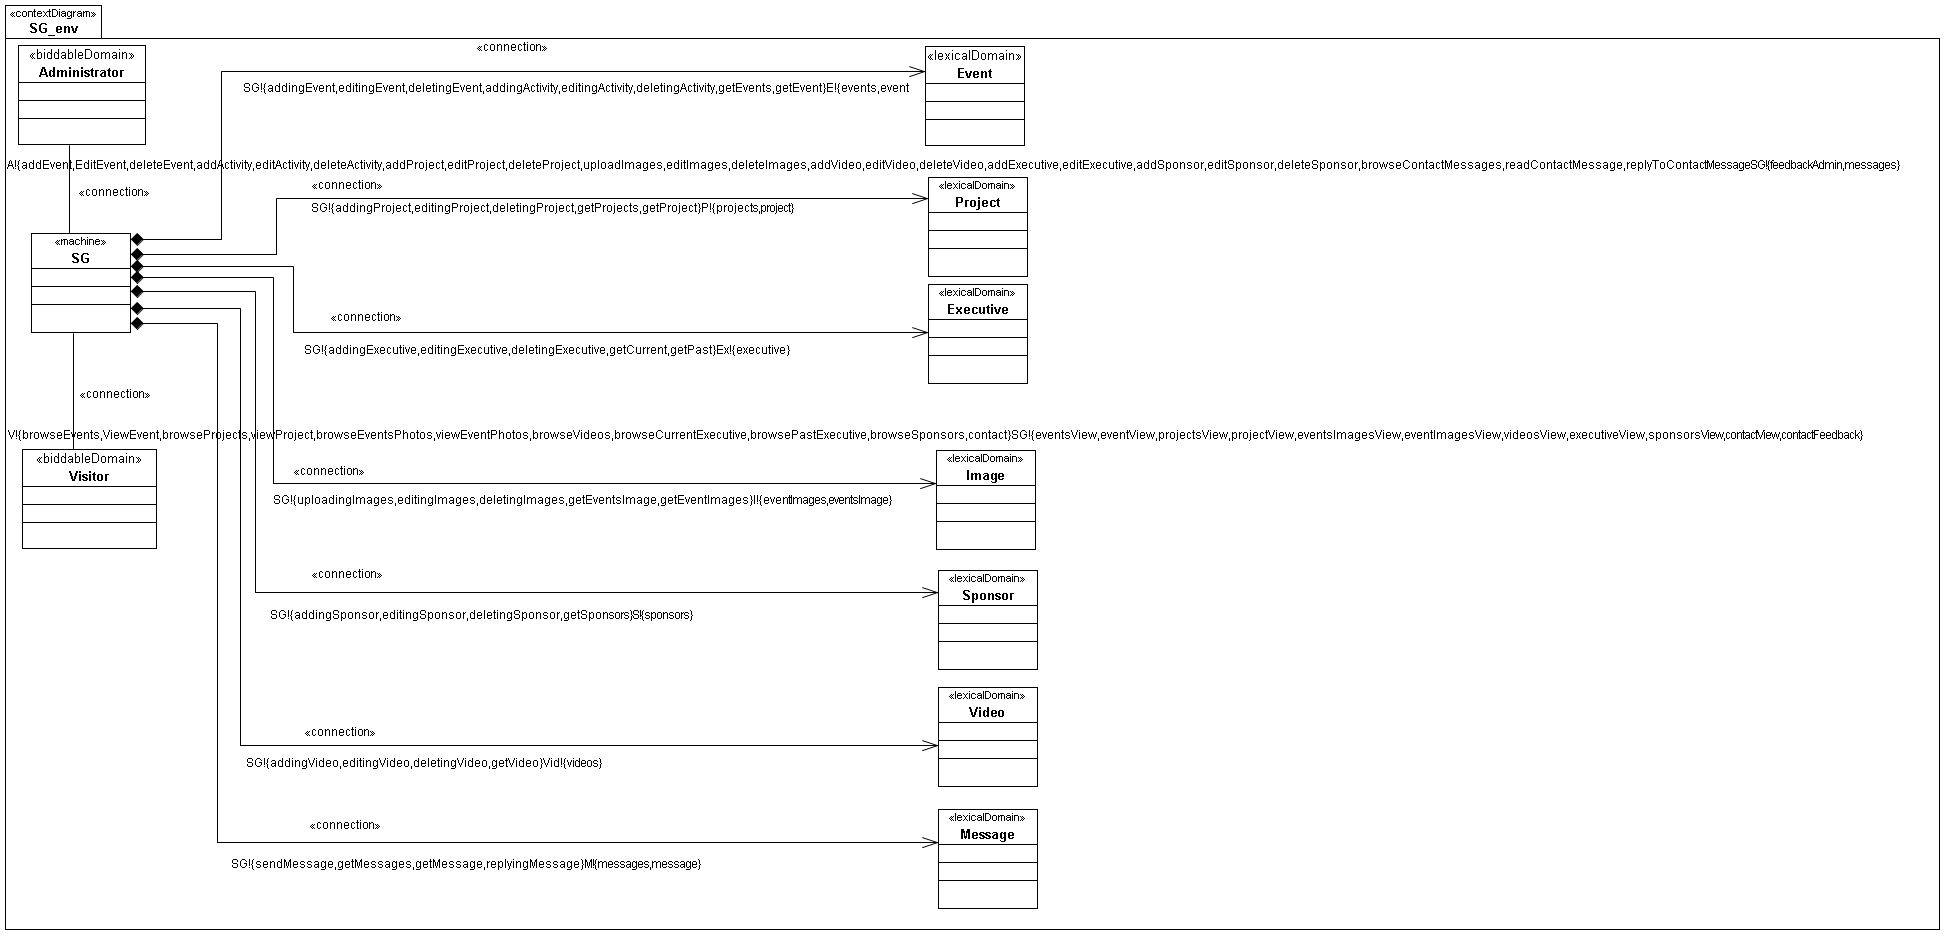 «contextDiagram»
SG_env
«biddableDomain»
Administrator
«connection»
«lexicalDomain»
Event
SG!{addingEvent,editingEvent,deletingEvent,addingActivity,editingActivity,deletingActivity,getEvents,getEvent}E!{events,event
A!{addEvent,EditEvent,deleteEvent,addActivity,editActivity,deleteActivity,addProject,editProject,deleteProject,uploadImages,editImages,deleteImages,addVideo,editVideo,deleteVideo,addExecutive,editExecutive,addSponsor,editSponsor,deleteSponsor,browseContactMessages,readContactMessage,replyToContactMessageSG!{feedbackAdmin,messages}
«connection»
«connection»
«lexicalDomain»
Project
SG!{addingProject,editingProject,deletingProject,getProjects,getProject}P!{projects,project}
«machine»
SG
«lexicalDomain»
Executive
«connection»
SG!{addingExecutive,editingExecutive,deletingExecutive,getCurrent,getPast}Ex!{executive}
«connection»
V!{browseEvents,ViewEvent,browseProjects,viewProject,browseEventsPhotos,viewEventPhotos,browseVideos,browseCurrentExecutive,browsePastExecutive,browseSponsors,contact}SG!{eventsView,eventView,projectsView,projectView,eventsImagesView,eventImagesView,videosView,executiveView,sponsorsView,contactView,contactFeedback}
«biddableDomain»
Visitor
«connection»
«lexicalDomain»
Image
SG!{uploadingImages,editingImages,deletingImages,getEventsImage,getEventImages}I!{eventImages,eventsImage}
«connection»
«lexicalDomain»
Sponsor
SG!{addingSponsor,editingSponsor,deletingSponsor,getSponsors}S!{sponsors}
«lexicalDomain»
Video
«connection»
SG!{addingVideo,editingVideo,deletingVideo,getVideo}Vid!{videos}
«connection»
«lexicalDomain»
Message
SG!{sendMessage,getMessages,getMessage,replyingMessage}M!{messages,message}